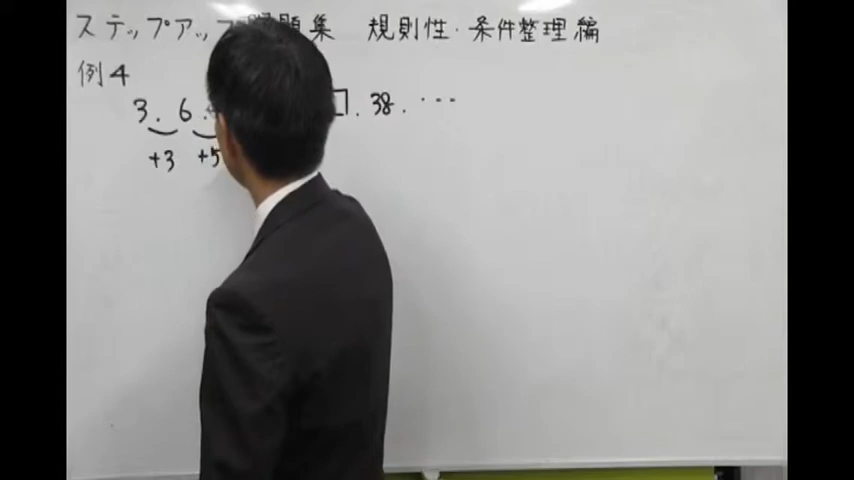 ステップアップ問題集 規則性・条件整理編
例4
3. 6. □. 38. ・・・
+3 +5